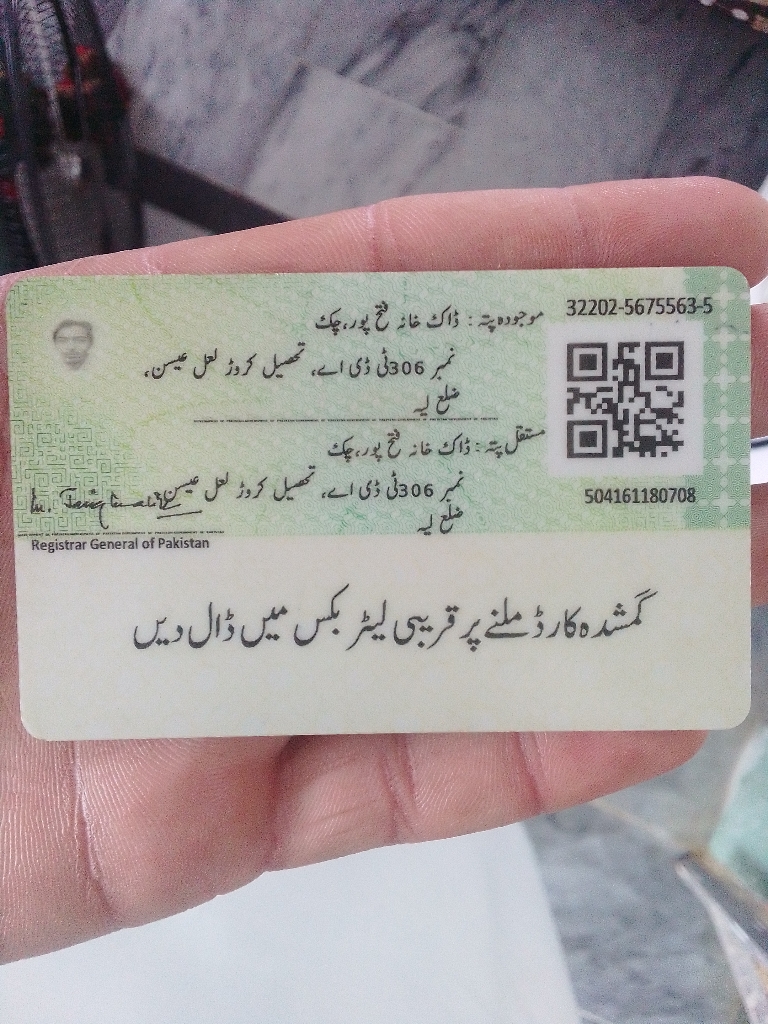 32202-5675563-5
موجودہ پتہ : ڈاک خانہ فتح پور، چک
نمبر 306ٹی ڈی اے، تحصیل کروڑ لعل عیسن،
ضلع لیہ
مستقل پتہ : ڈاک خانہ فتح پور، چک
نمبر 306ٹی ڈی اے، تحصیل کروڑ لعل عیسن،
ضلع لیہ
504161180708
Registrar General of Pakistan
گمشدہ کارڈ ملنے پر قریبی لیٹر بکس میں ڈال دیں